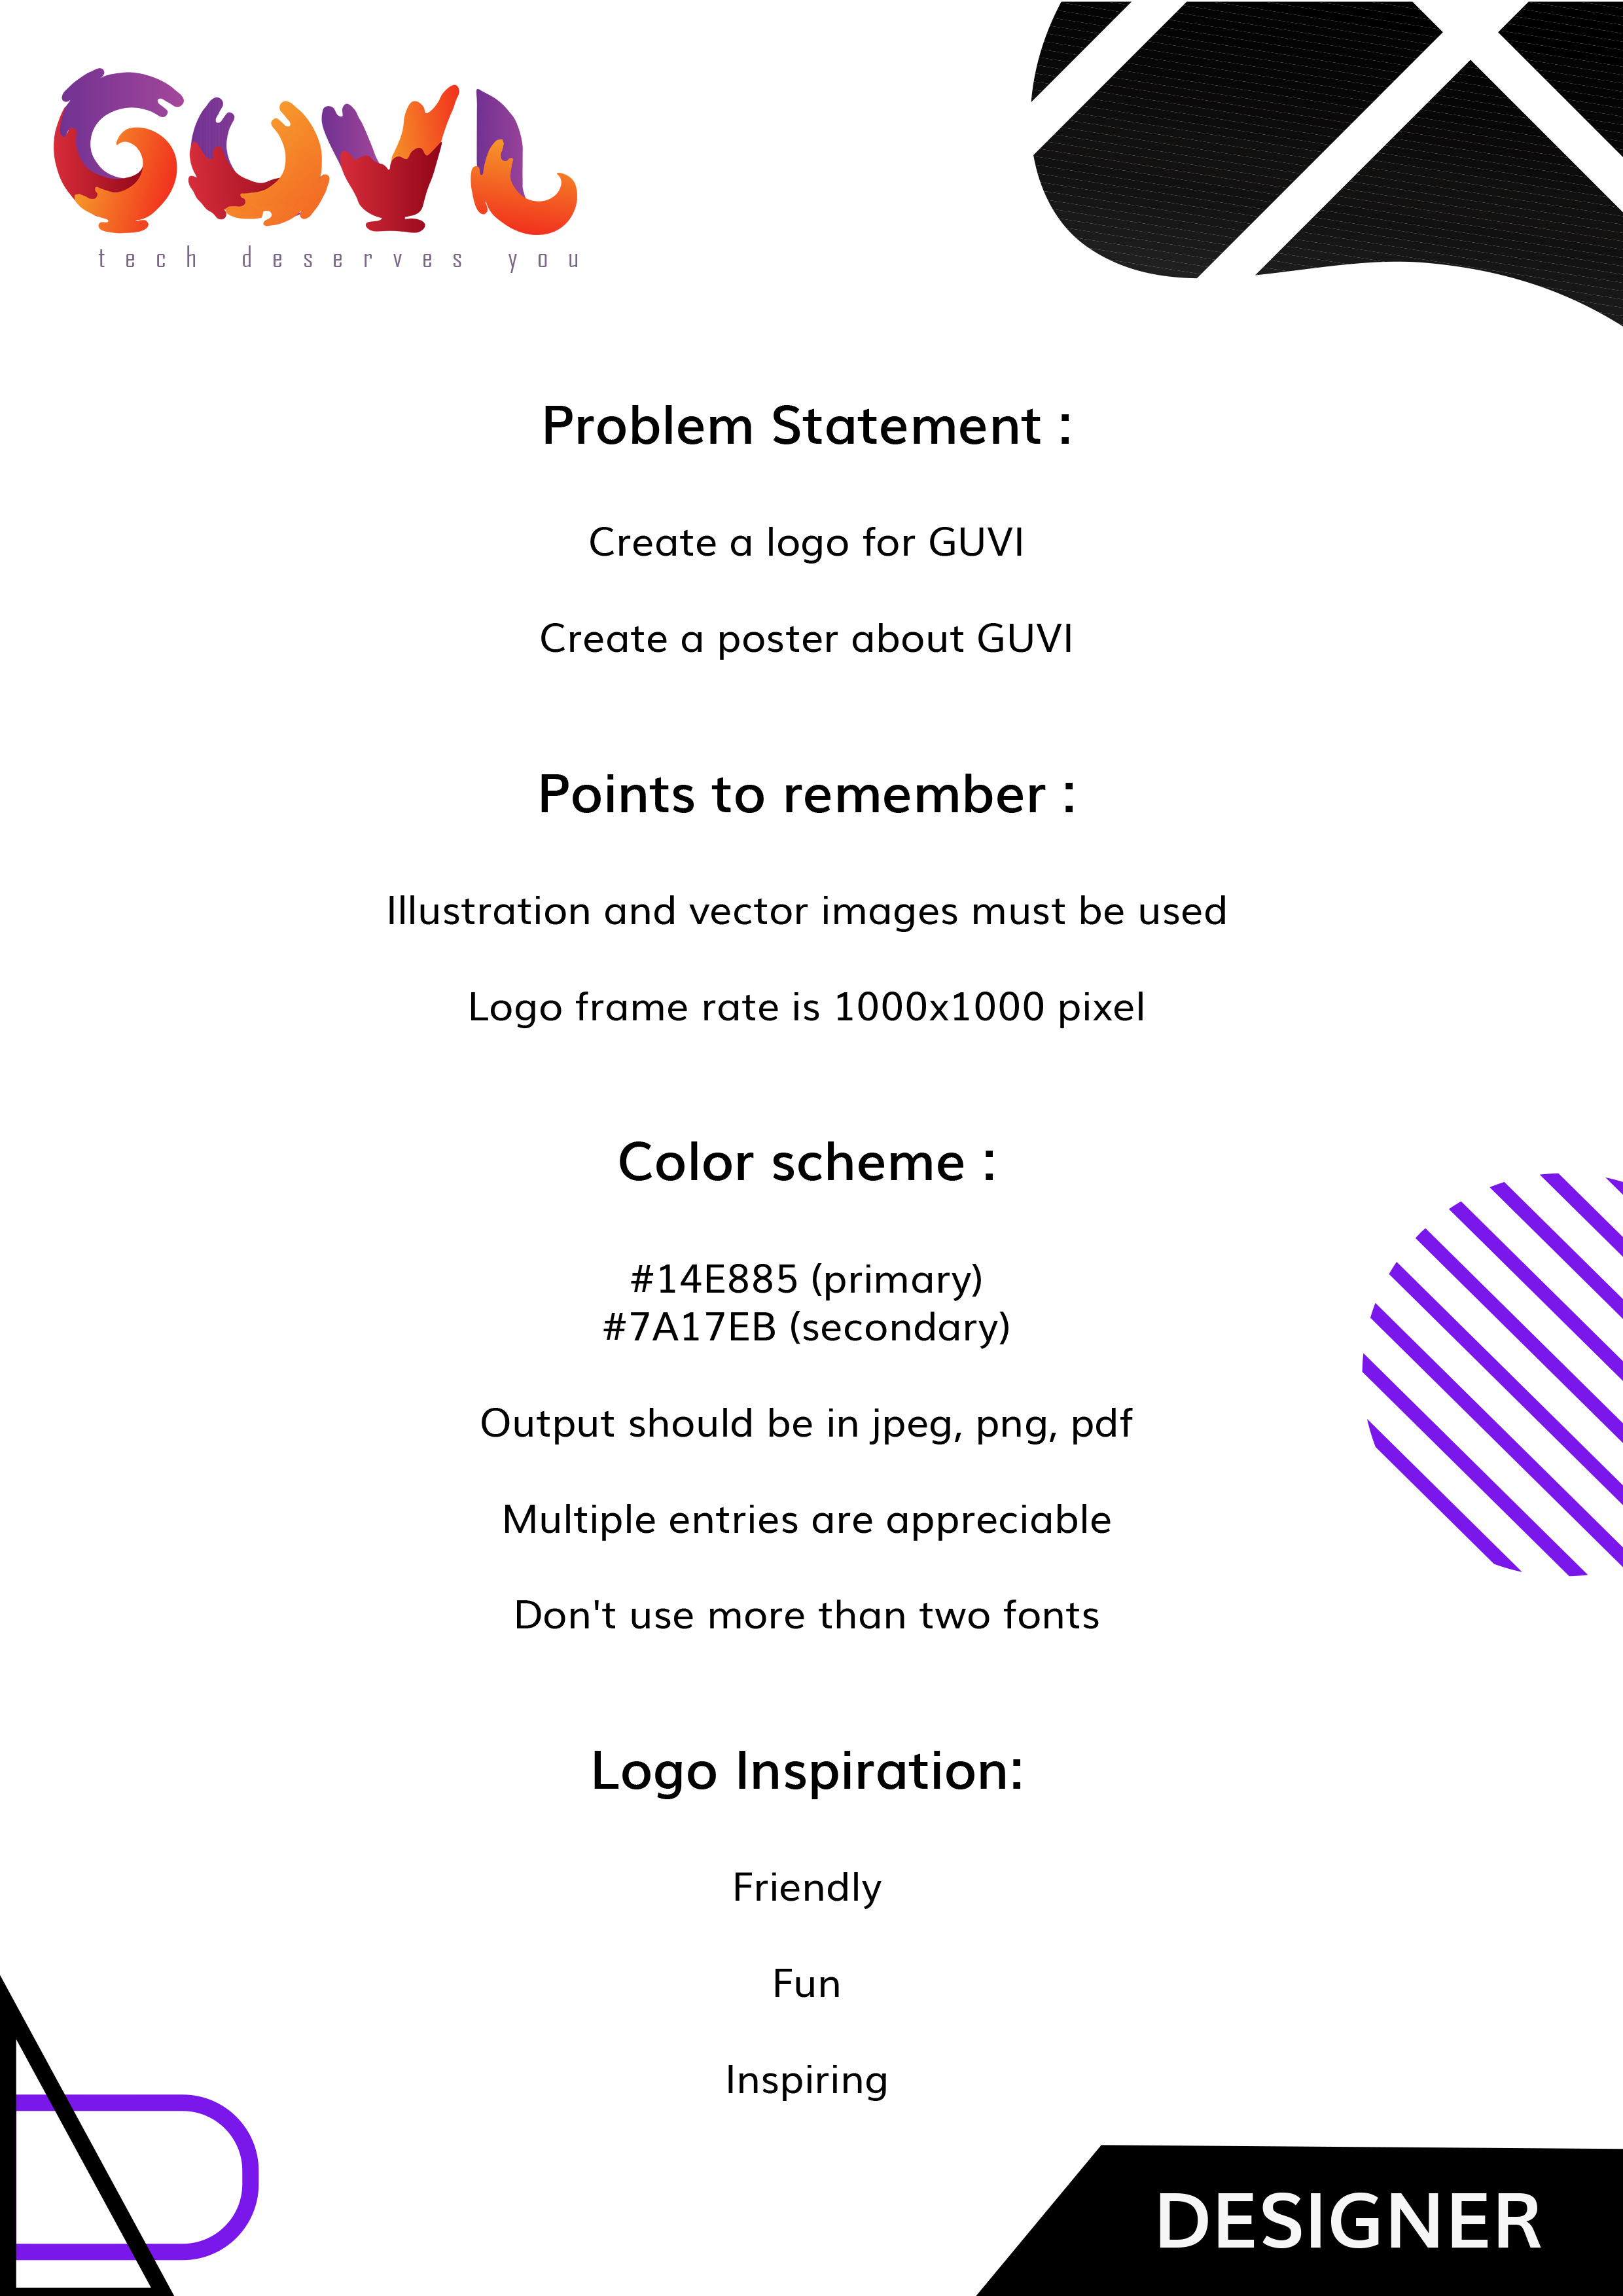 GUVI
tech deserves you
Problem Statement :
Create a logo for GUVI
Create a poster about GUVI
Points to remember :
Illustration and vector images must be used
Logo frame rate is 1000x1000 pixel
Color scheme :
#14E885 (primary)
#7A17EB (secondary)
Output should be in jpeg, png, pdf
Multiple entries are appreciable
Don't use more than two fonts
Logo Inspiration:
Friendly
Fun
Inspiring
DESIGNER